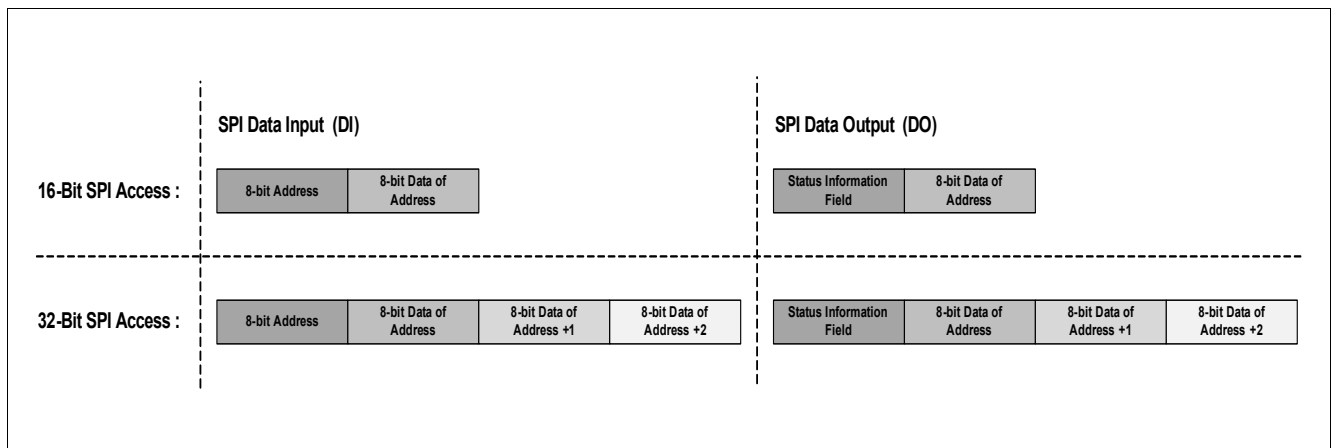 SPI Data Input (DI)
SPI Data Output (DO)
16-Bit SPI Access :
8-bit Address
8-bit Data of
Address
Status Information
Field
8-bit Data of
Address
32-Bit SPI Access :
8-bit Address
8-bit Data of
Address
8-bit Data of
Address +1
8-bit Data of
Address +2
Status Information
Field
8-bit Data of
Address
8-bit Data of
Address +1
8-bit Data of
Address +2